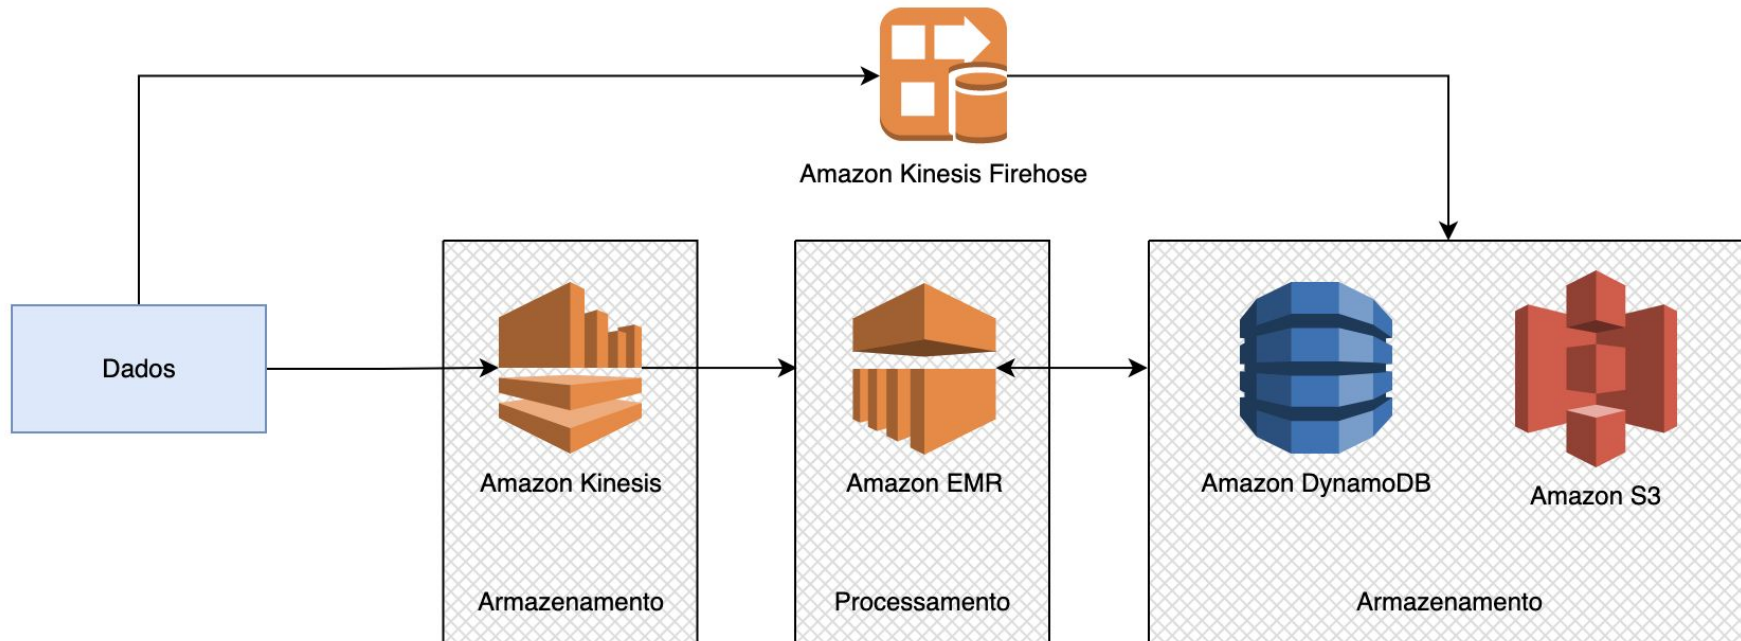 Amazon Kinesis Firehose
Dados
Amazon Kinesis
Amazon EMR
Amazon DynamoDB
Amazon S3
Armazenamento
Processamento
Armazenamento